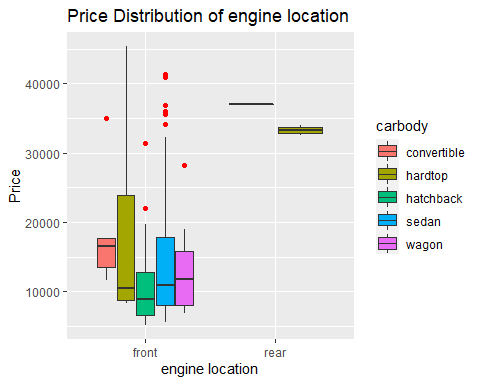 Price Distribution of engine location
Price
40000
30000
20000
10000
front
rear
engine location
carbody
convertible
hardtop
hatchback
sedan
wagon